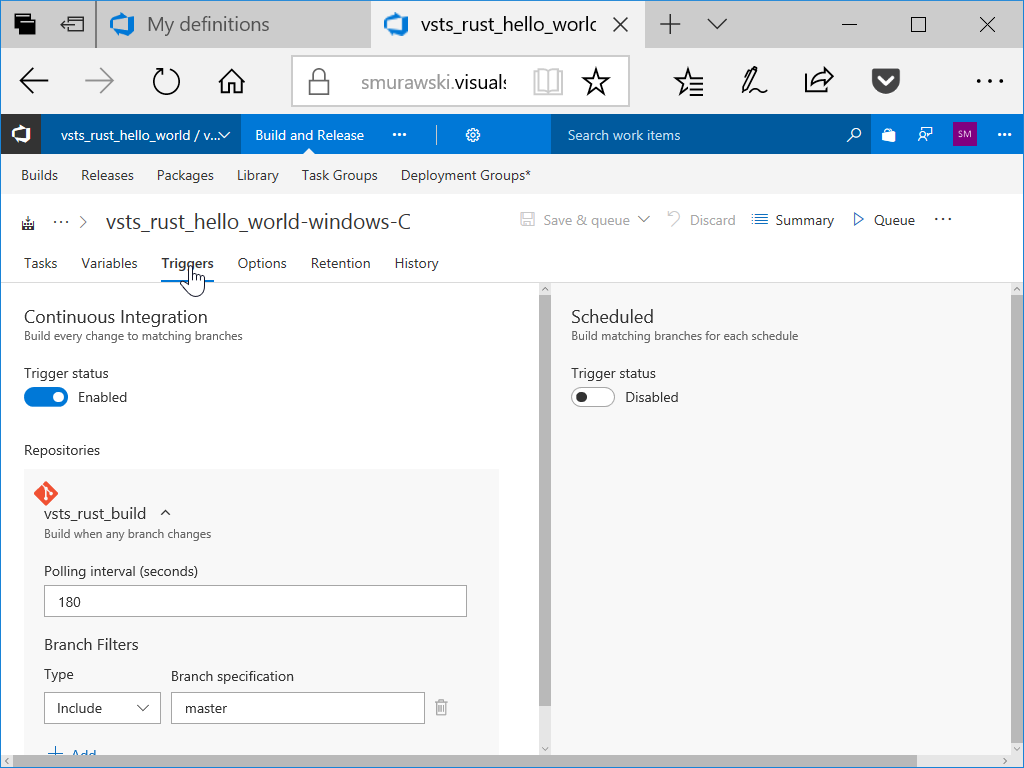 My definitions
vsts_rust_hello_world
smurawski.visuals
vsts_rust_hello_world / v...
Build and Release
Search work items
SM
Builds
Releases
Packages
Library
Task Groups
Deployment Groups*
vsts_rust_hello_world-windows-C
Save & queue
Discard
Summary
Queue
Tasks
Variables
Triggers
Options
Retention
History
Continuous Integration
Build every change to matching branches
Trigger status
Enabled
Repositories
vsts_rust_build
Build when any branch changes
Polling interval (seconds)
180
Branch Filters
Type
Branch specification
Include
master
Add
Scheduled
Build matching branches for each schedule
Trigger status
Disabled